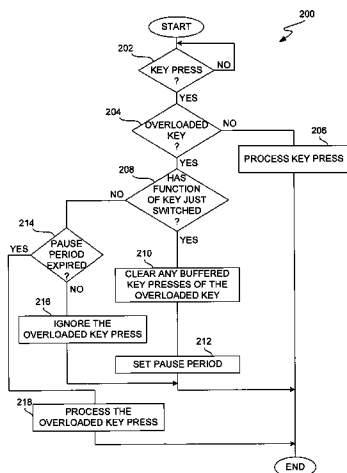 200
START
202
KEY PRESS
?
NO
YES
204
OVERLOADED
KEY
?
NO
206
PROCESS KEY PRESS
YES
208
HAS
FUNCTION
OF KEY JUST
SWITCHED
?
NO
YES
214
PAUSE
PERIOD
EXPIRED
?
YES
NO
210
CLEAR ANY BUFFERED
KEY PRESSES OF THE
OVERLOADED KEY
216
IGNORE THE
OVERLOADED KEY PRESS
212
SET PAUSE PERIOD
218
PROCESS THE
OVERLOADED KEY PRESS
END